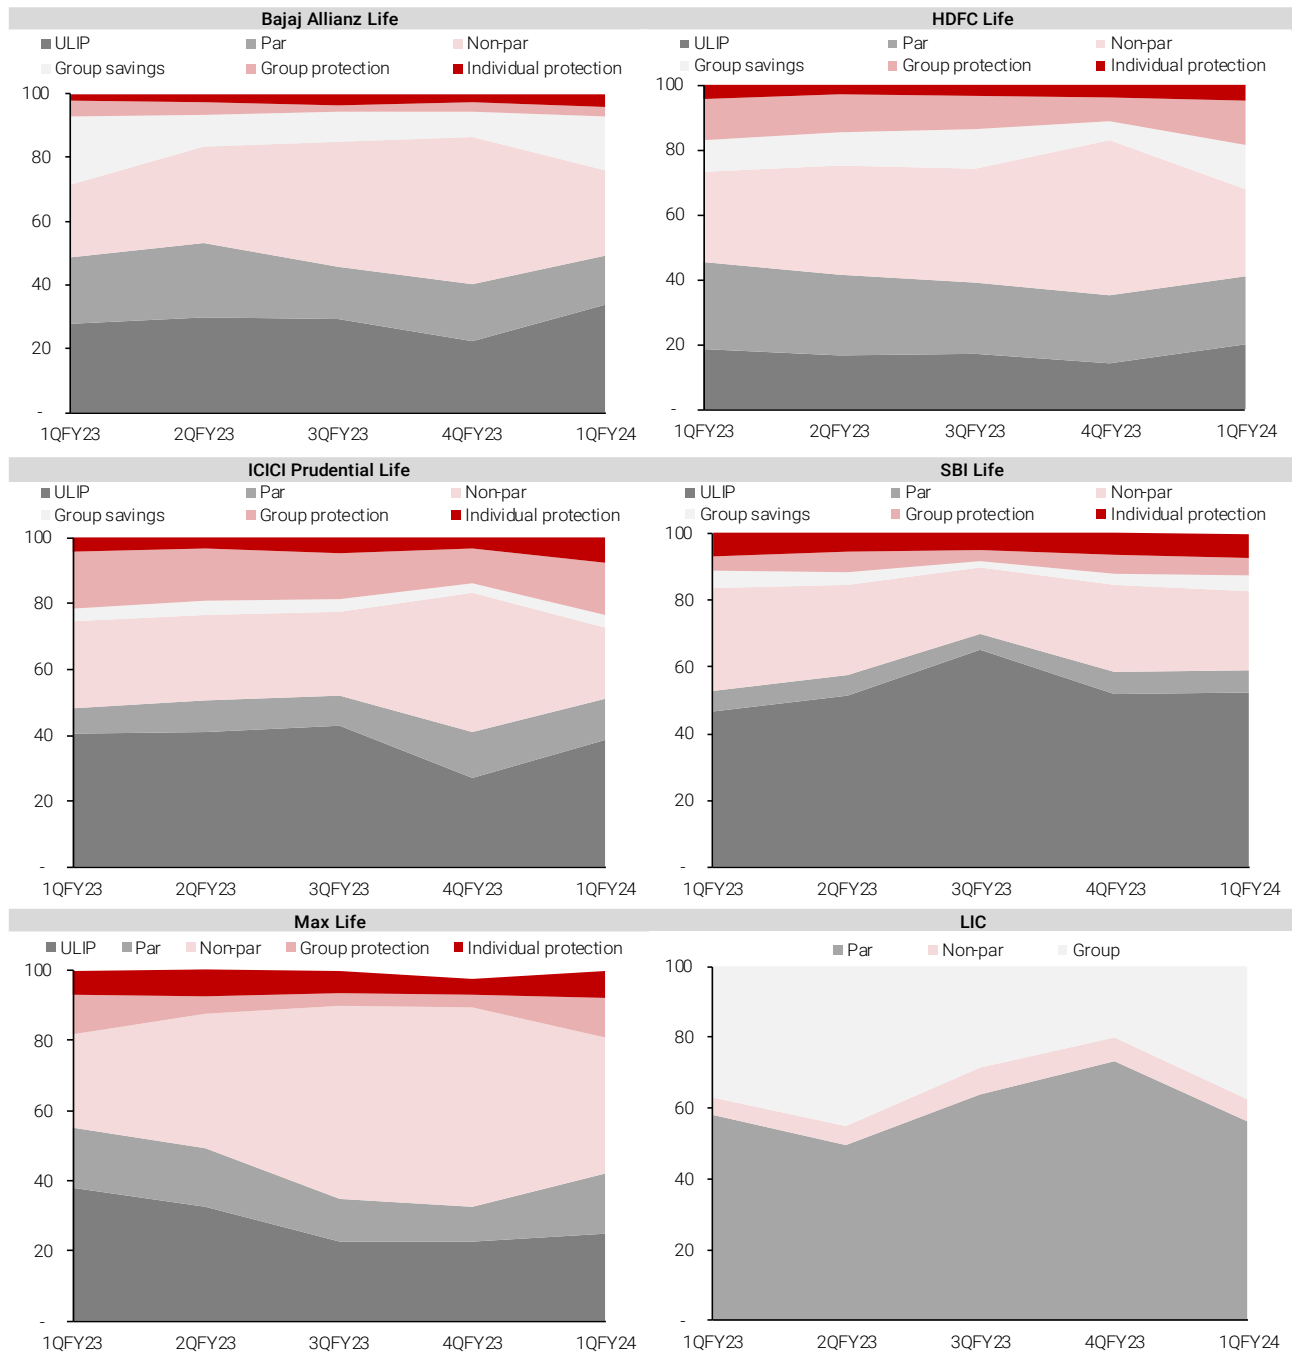 Bajaj Allianz Life
ULIP Par Non-par
Group savings Group protection Individual protection
100
80
60
40
20
-
1QFY23 2QFY23 3QFY23 4QFY23 1QFY24
HDFC Life
ULIP Par Non-par
Group savings Group protection Individual protection
100
80
60
40
20
-
1QFY23 2QFY23 3QFY23 4QFY23 1QFY24
ICICI Prudential Life
ULIP Par Non-par
Group savings Group protection Individual protection
100
80
60
40
20
-
1QFY23 2QFY23 3QFY23 4QFY23 1QFY24
SBI Life
ULIP Par Non-par
Group savings Group protection Individual protection
100
80
60
40
20
-
1QFY23 2QFY23 3QFY23 4QFY23 1QFY24
Max Life
ULIP Par Non-par Group protection Individual protection
100
80
60
40
20
-
1QFY23 2QFY23 3QFY23 4QFY23 1QFY24
LIC
Par Non-par Group
100
80
60
40
20
-
1QFY23 2QFY23 3QFY23 4QFY23 1QFY24